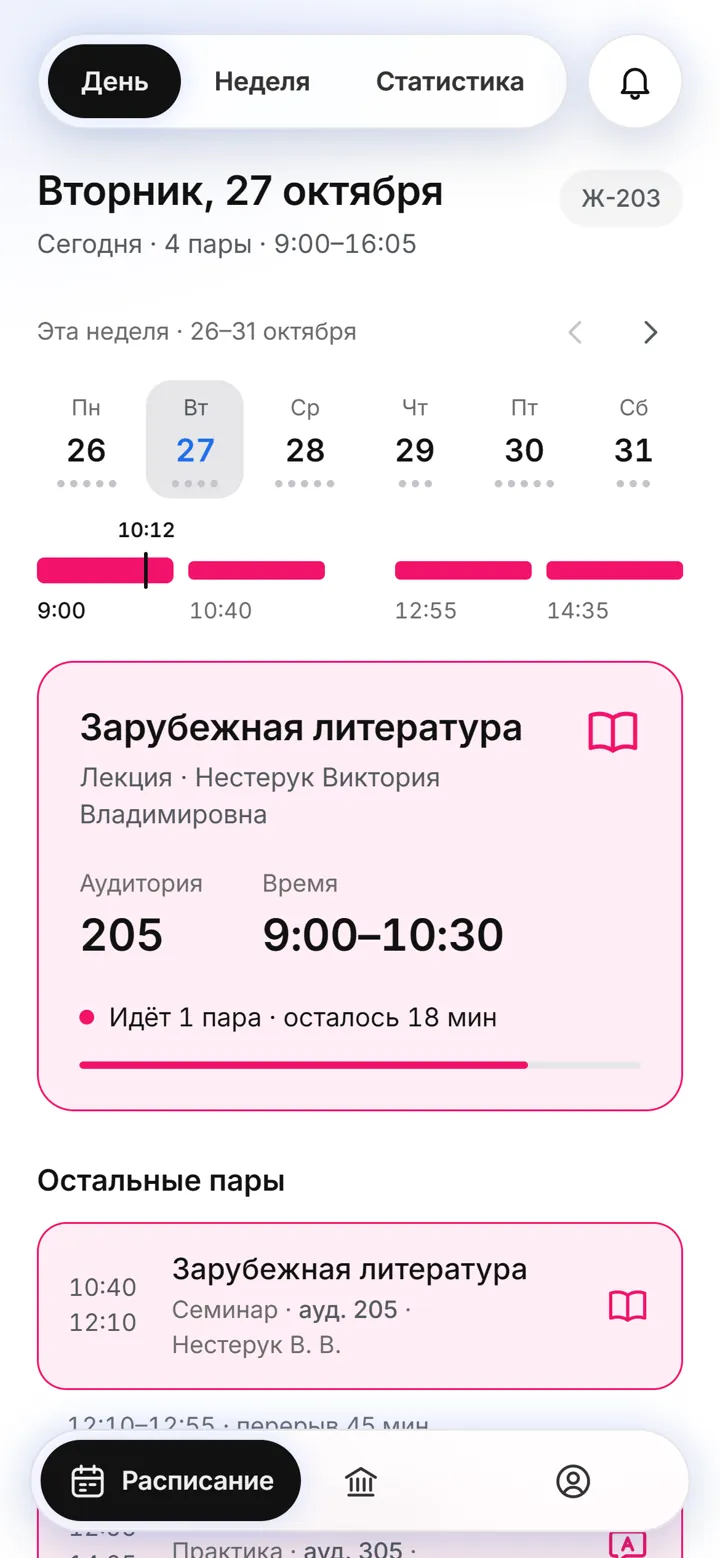 День Неделя Статистика
Вторник, 27 октября
Ж-203
Сегодня · 4 пары · 9:00–16:05
Эта неделя · 26–31 октября
Пн Вт Ср Чт Пт Сб
26 27 28 29 30 31
10:12
9:00 10:40 12:55 14:35
Зарубежная литература
Лекция · Нестерук Виктория
Владимировна
Аудитория Время
205 9:00–10:30
Идёт 1 пара · осталось 18 мин
Остальные пары
10:40
12:10
Зарубежная литература
Семинар · ауд. 205 ·
Нестерук В. В.
12:10–12:55 · перерыв 45 мин
Расписание
Практика · ауд. 305 ·
A